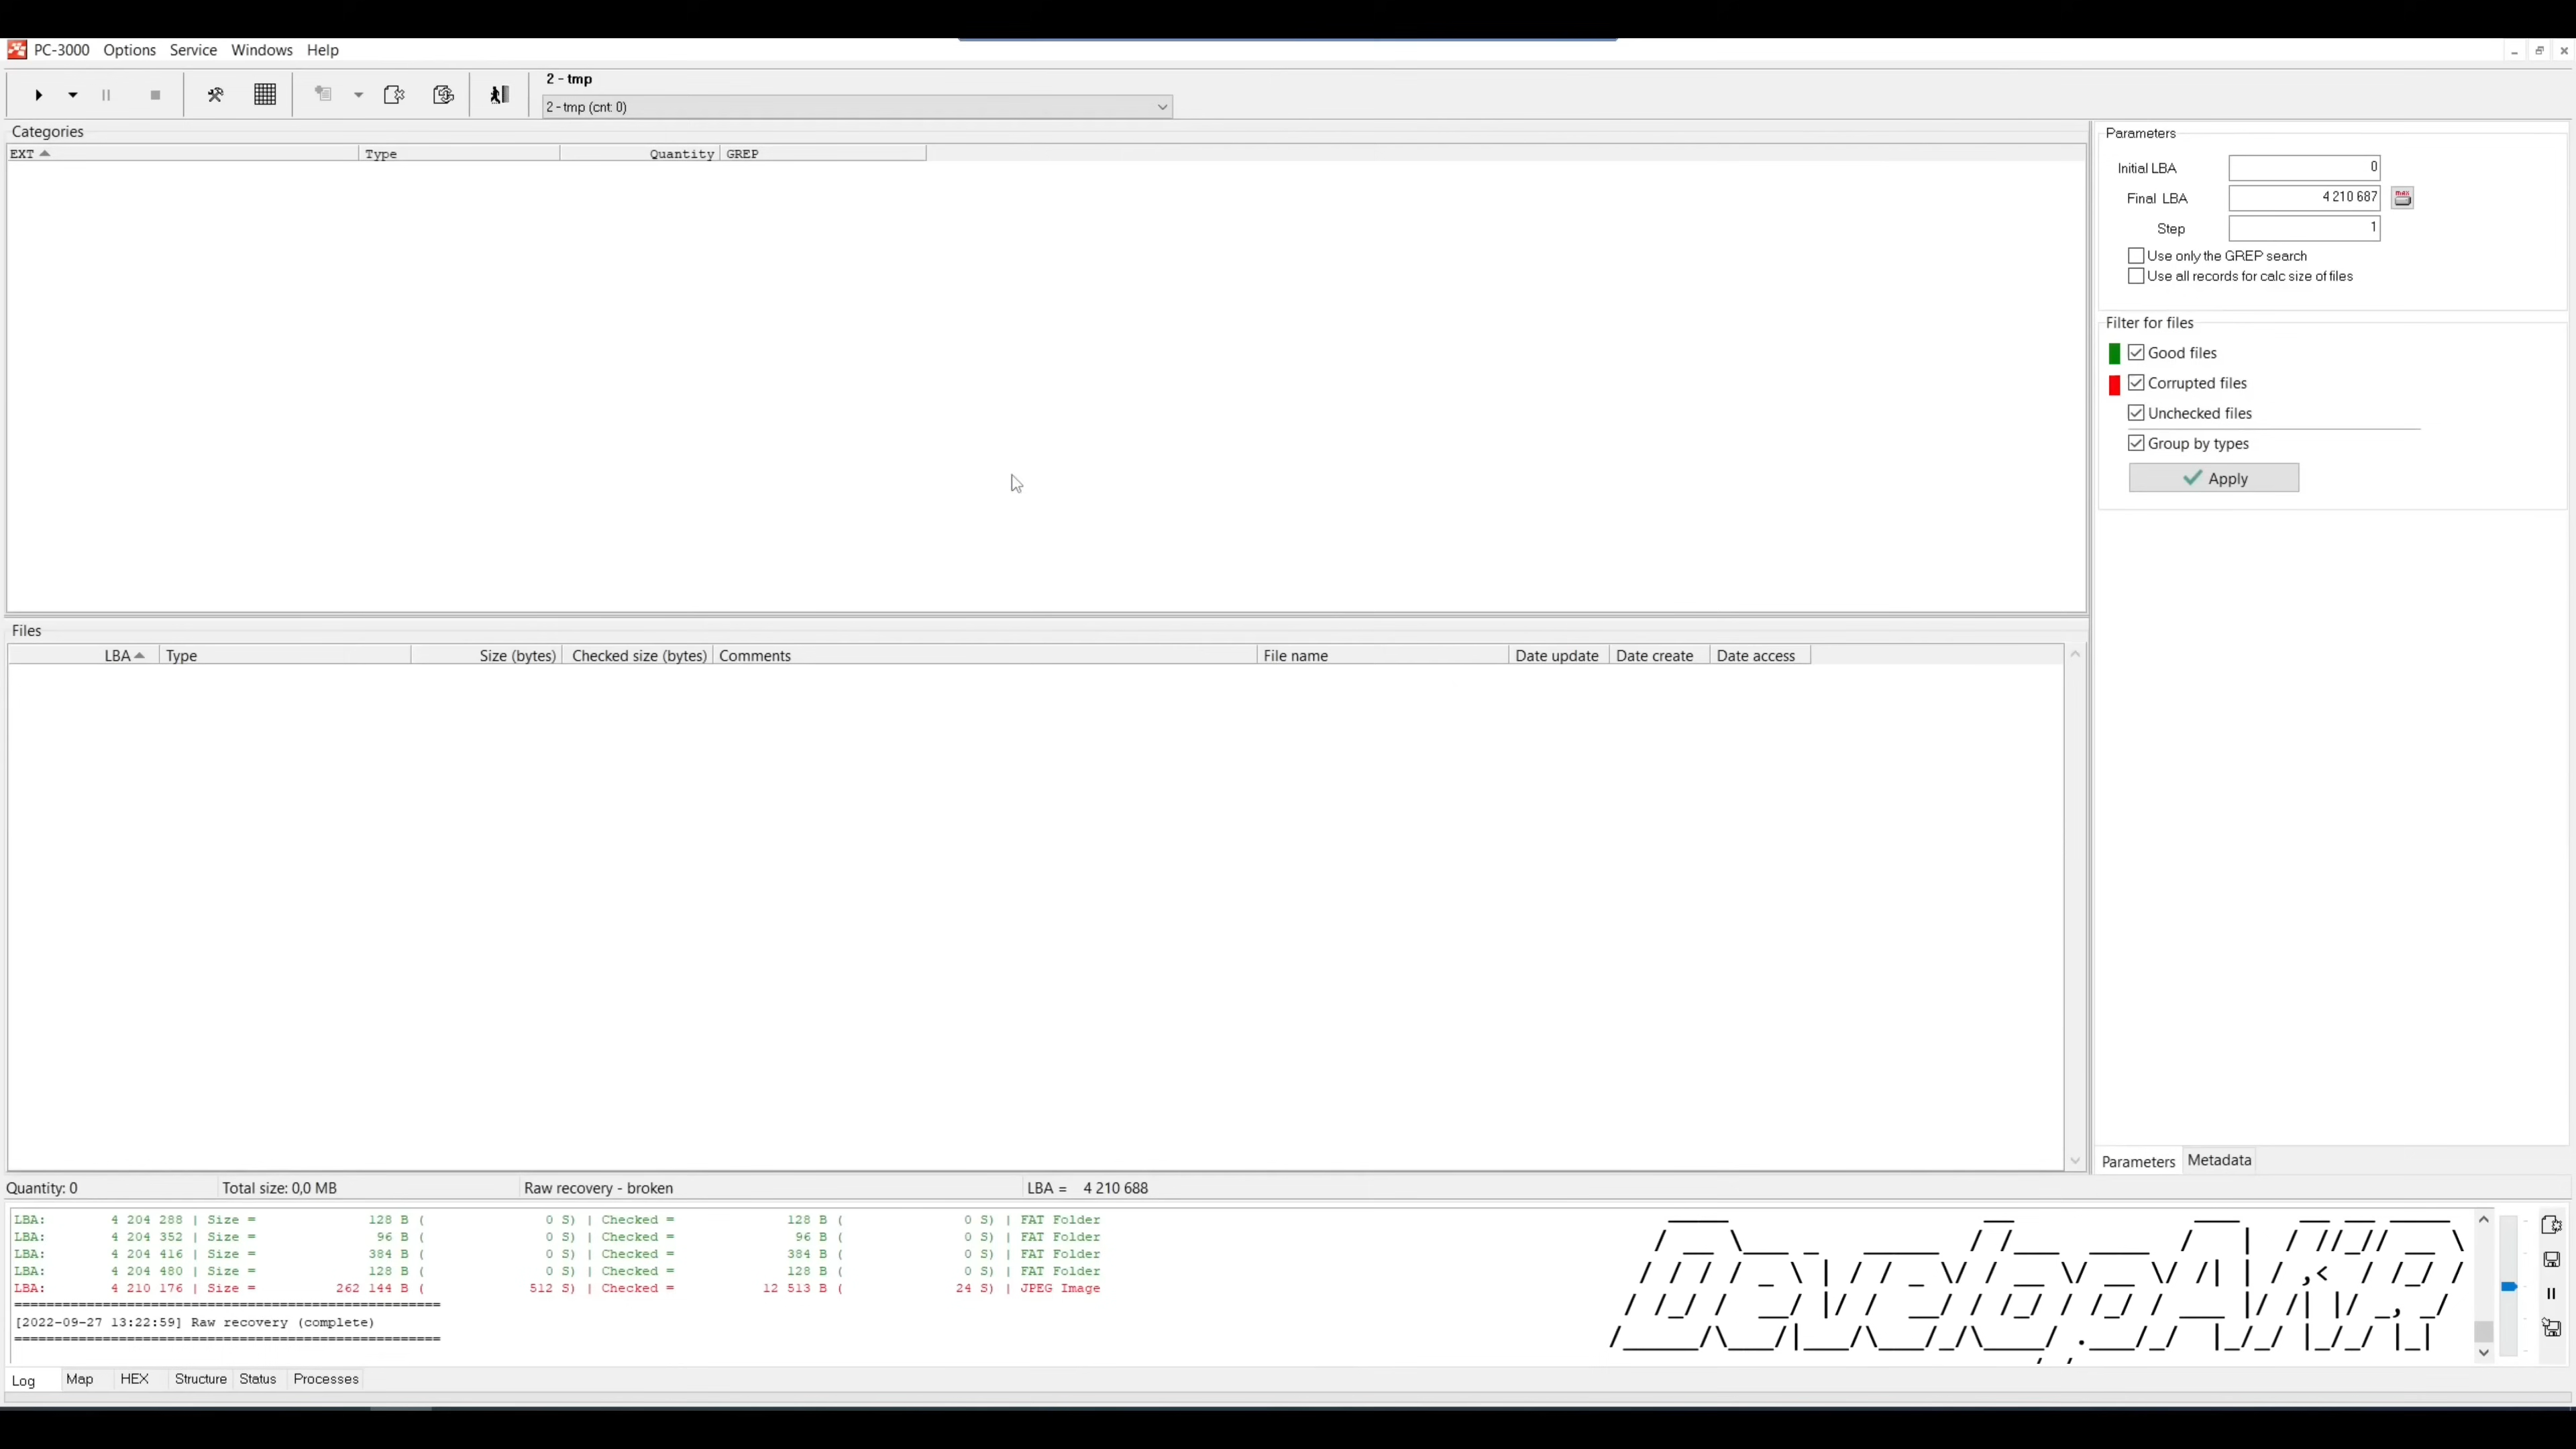 PC-3000 Options Service Windows Help
2 - tmp
2 - tmp (cnt: 0)
Categories
EXT Type Quantity GREP
Parameters
Initial LBA 0
Final LBA 4 210 687
max
Step 1
Use only the GREP search
Use all records for calc size of files
Filter for files
Good files
Corrupted files
Unchecked files
Group by types
Apply
Files
LBA Type Size (bytes) Checked size (bytes) Comments File name Date update Date create Date access
Parameters Metadata
Quantity: 0 Total size: 0,0 MB Raw recovery - broken LBA = 4 210 688
LBA: 4 204 288 | Size = 128 B ( 0 S) | Checked = 128 B ( 0 S) | FAT Folder
LBA: 4 204 352 | Size = 96 B ( 0 S) | Checked = 96 B ( 0 S) | FAT Folder
LBA: 4 204 416 | Size = 384 B ( 0 S) | Checked = 384 B ( 0 S) | FAT Folder
LBA: 4 204 480 | Size = 128 B ( 0 S) | Checked = 128 B ( 0 S) | FAT Folder
LBA: 4 210 176 | Size = 262 144 B ( 512 S) | Checked = 12 513 B ( 24 S) | JPEG Image
[2022-09-27 13:22:59] Raw recovery (complete)
DevelopAKR
Log Map HEX Structure Status Processes